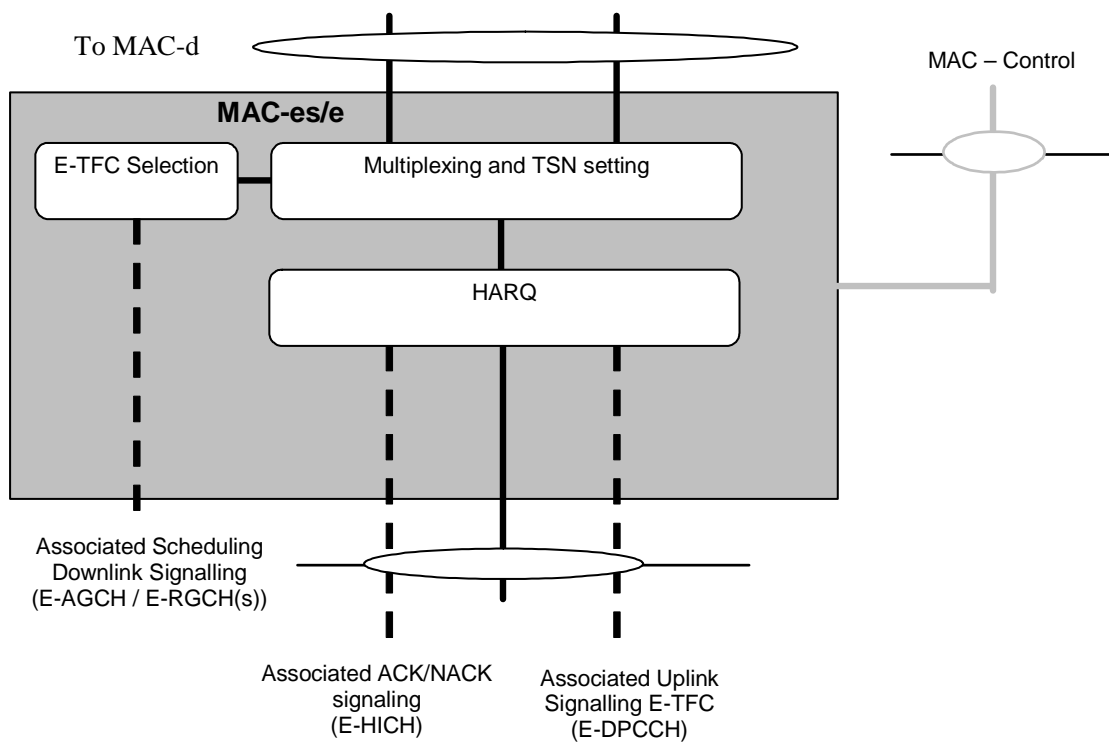 To MAC-d
MAC – Control
MAC-es/e
E-TFC Selection
Multiplexing and TSN setting
HARQ
Associated Scheduling
Downlink Signalling
(E-AGCH / E-RGCH(s))
Associated ACK/NACK
signaling
(E-HICH)
Associated Uplink
Signalling E-TFC
(E-DPCCH)